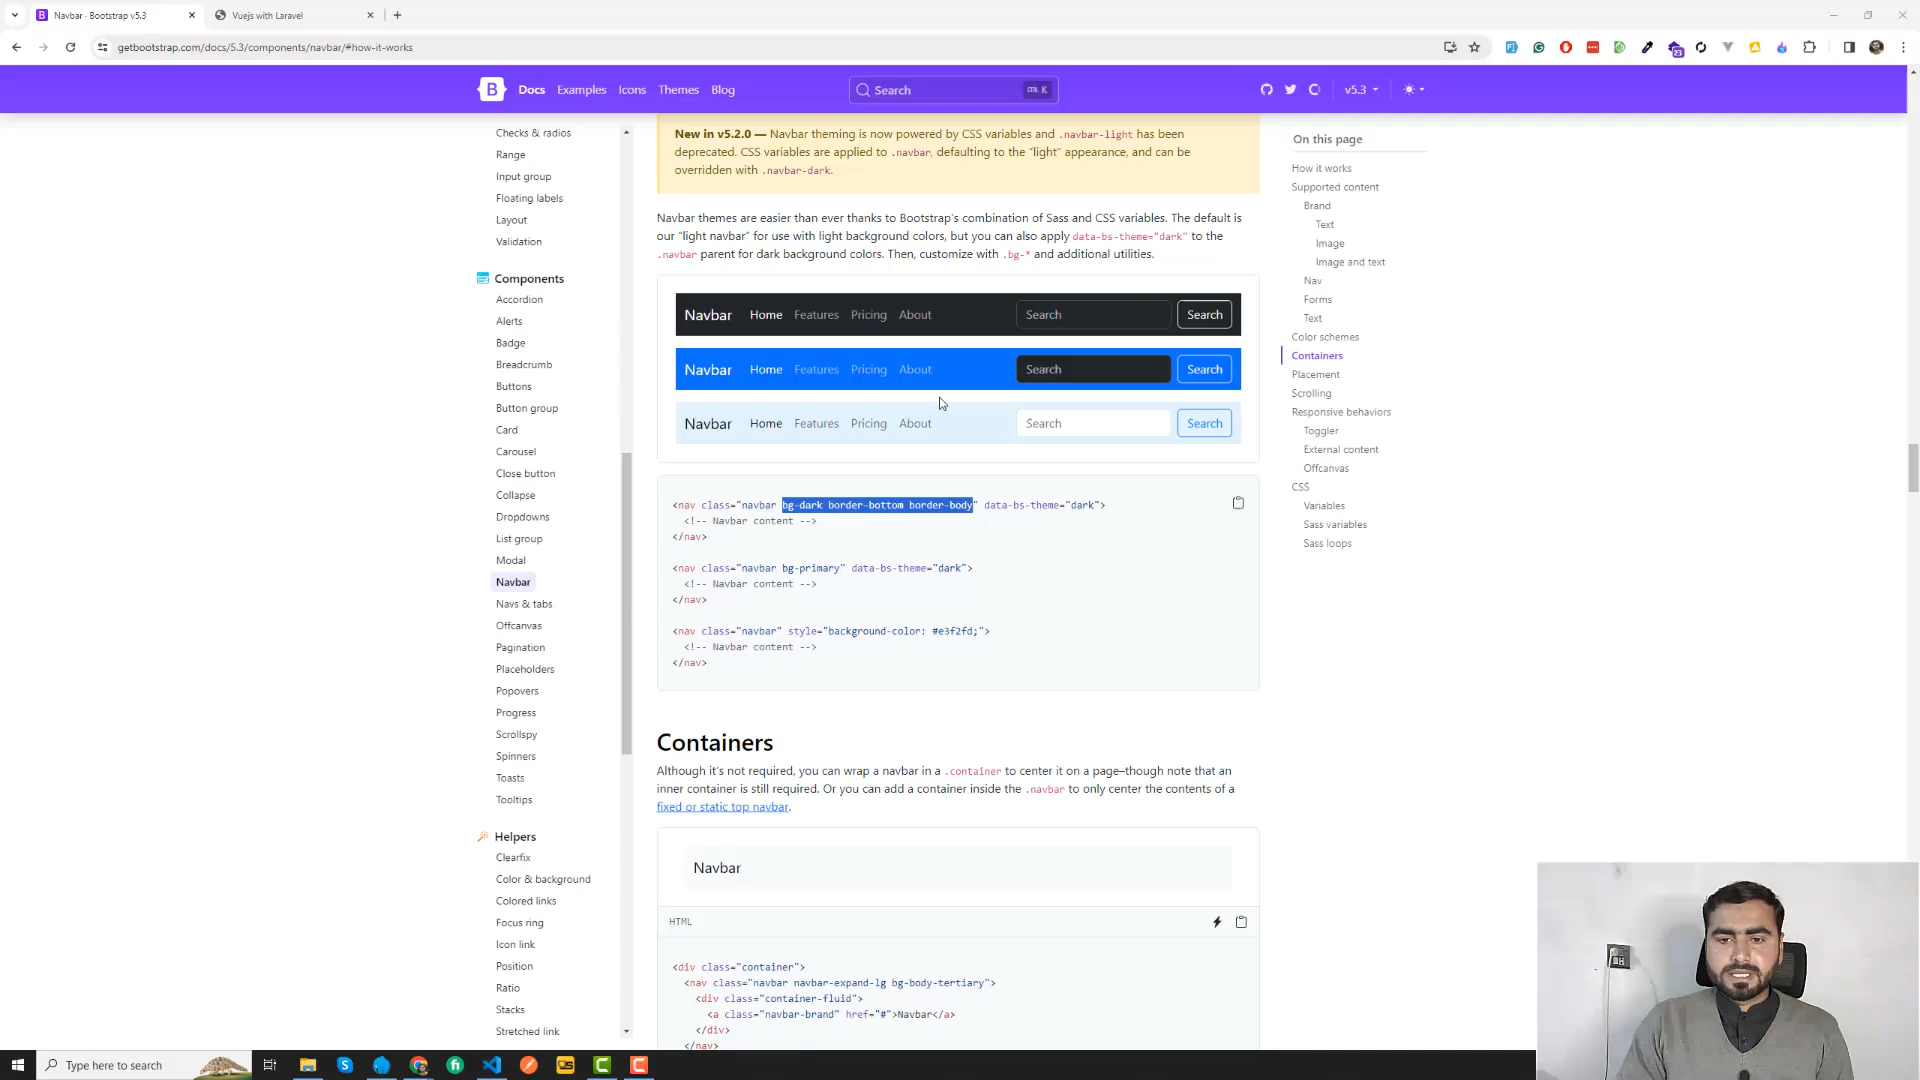 Navbar · Bootstrap v5.3
Vuejs with Laravel
getbootstrap.com/docs/5.3/components/navbar/#how-it-works
23
B
Docs
Examples
Icons
Themes
Blog
Search
Ctrl K
v5.3
Checks & radios
Range
Input group
Floating labels
Layout
Validation
Components
Accordion
Alerts
Badge
Breadcrumb
Buttons
Button group
Card
Carousel
Close button
Collapse
Dropdowns
List group
Modal
Navbar
Navs & tabs
Offcanvas
Pagination
Placeholders
Popovers
Progress
Scrollspy
Spinners
Toasts
Tooltips
Helpers
Clearfix
Color & background
Colored links
Focus ring
Icon link
Position
Ratio
Stacks
Stretched link
New in v5.2.0 — Navbar theming is now powered by CSS variables and .navbar-light has been
deprecated. CSS variables are applied to .navbar, defaulting to the “light” appearance, and can be
overridden with .navbar-dark.
Navbar themes are easier than ever thanks to Bootstrap’s combination of Sass and CSS variables. The default is
our “light navbar” for use with light background colors, but you can also apply data-bs-theme="dark" to the
.navbar parent for dark background colors. Then, customize with .bg-* and additional utilities.
Navbar Home Features Pricing About Search Search
Navbar Home Features Pricing About Search Search
Navbar Home Features Pricing About Search Search
<nav class="navbar bg-dark border-bottom border-body" data-bs-theme="dark">
<!-- Navbar content -->
</nav>
<nav class="navbar bg-primary" data-bs-theme="dark">
<!-- Navbar content -->
</nav>
<nav class="navbar" style="background-color: #e3f2fd;">
<!-- Navbar content -->
</nav>
Containers
Although it’s not required, you can wrap a navbar in a .container to center it on a page–though note that an
inner container is still required. Or you can add a container inside the .navbar to only center the contents of a
fixed or static top navbar.
Navbar
HTML
<div class="container">
<nav class="navbar navbar-expand-lg bg-body-tertiary">
<div class="container-fluid">
<a class="navbar-brand" href="#">Navbar</a>
</div>
</nav>
On this page
How it works
Supported content
Brand
Text
Image
Image and text
Nav
Forms
Text
Color schemes
Containers
Placement
Scrolling
Responsive behaviors
Toggler
External content
Offcanvas
CSS
Variables
Sass variables
Sass loops
Type here to search